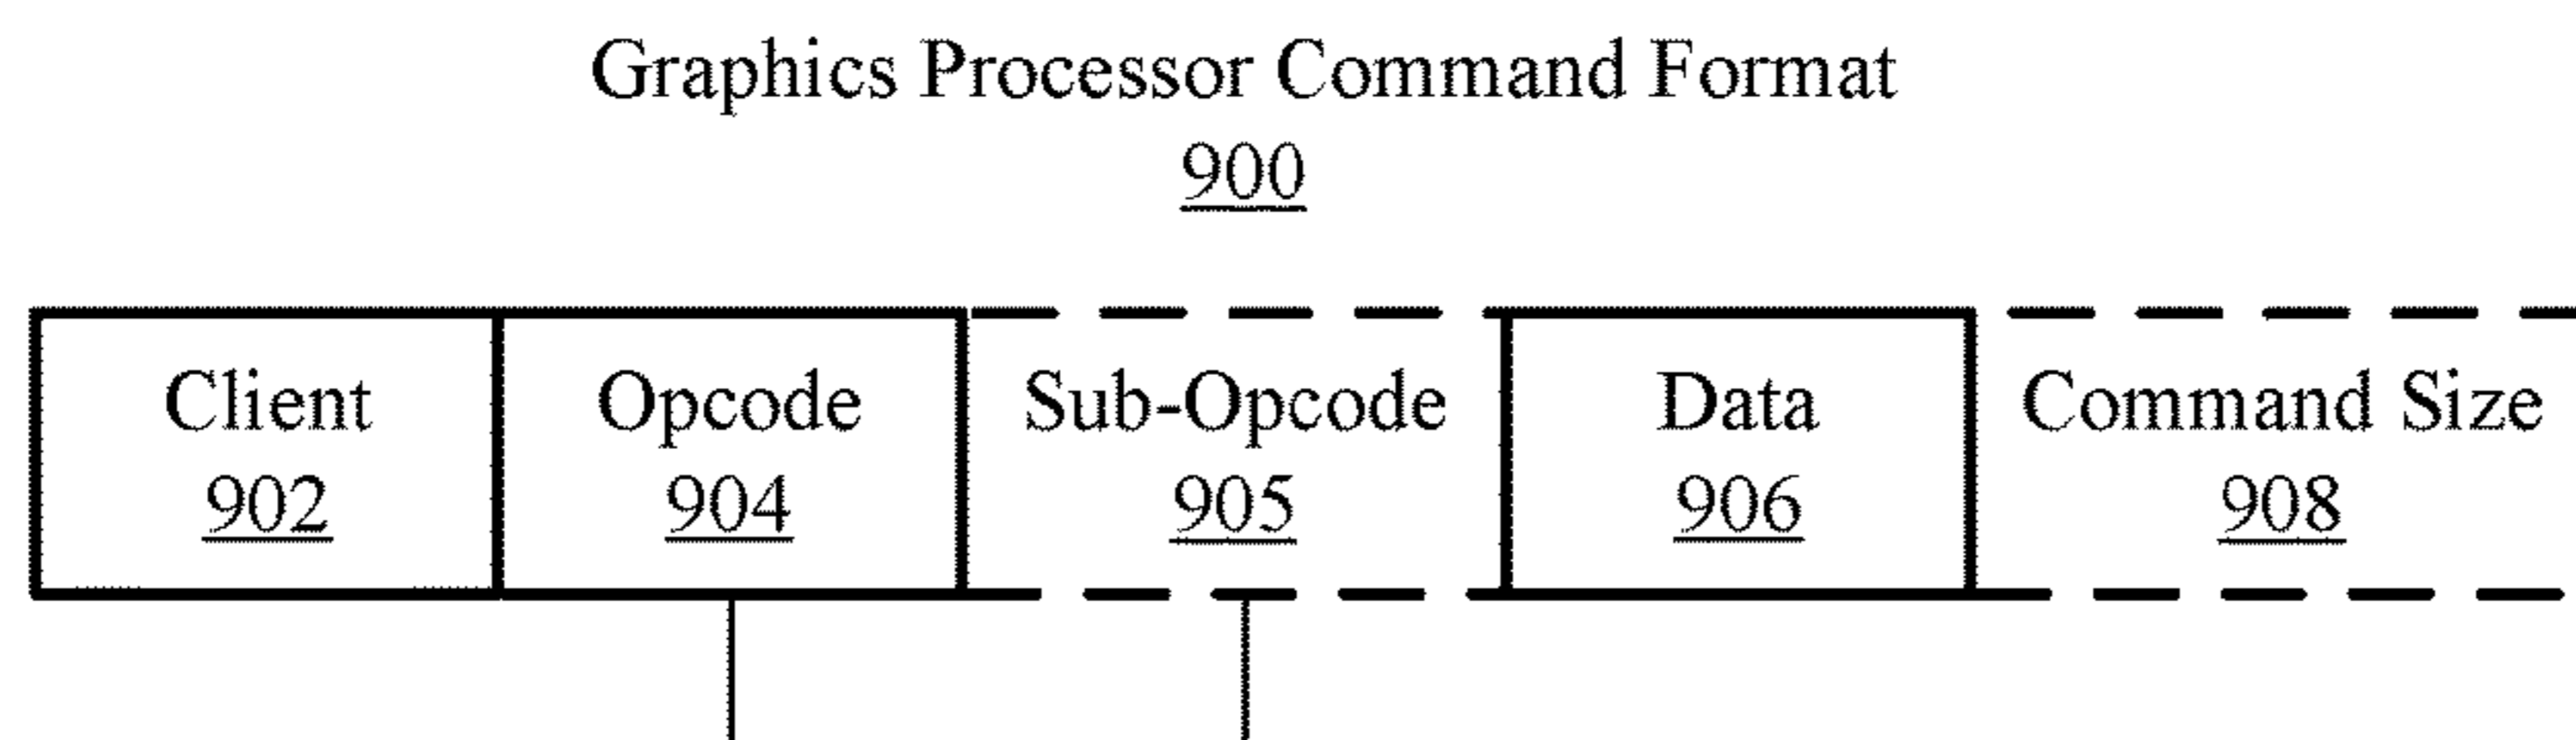 Graphics Processor Command Format
900
Client Opcode Sub-Opcode Data Command Size
902 904 905 906 908